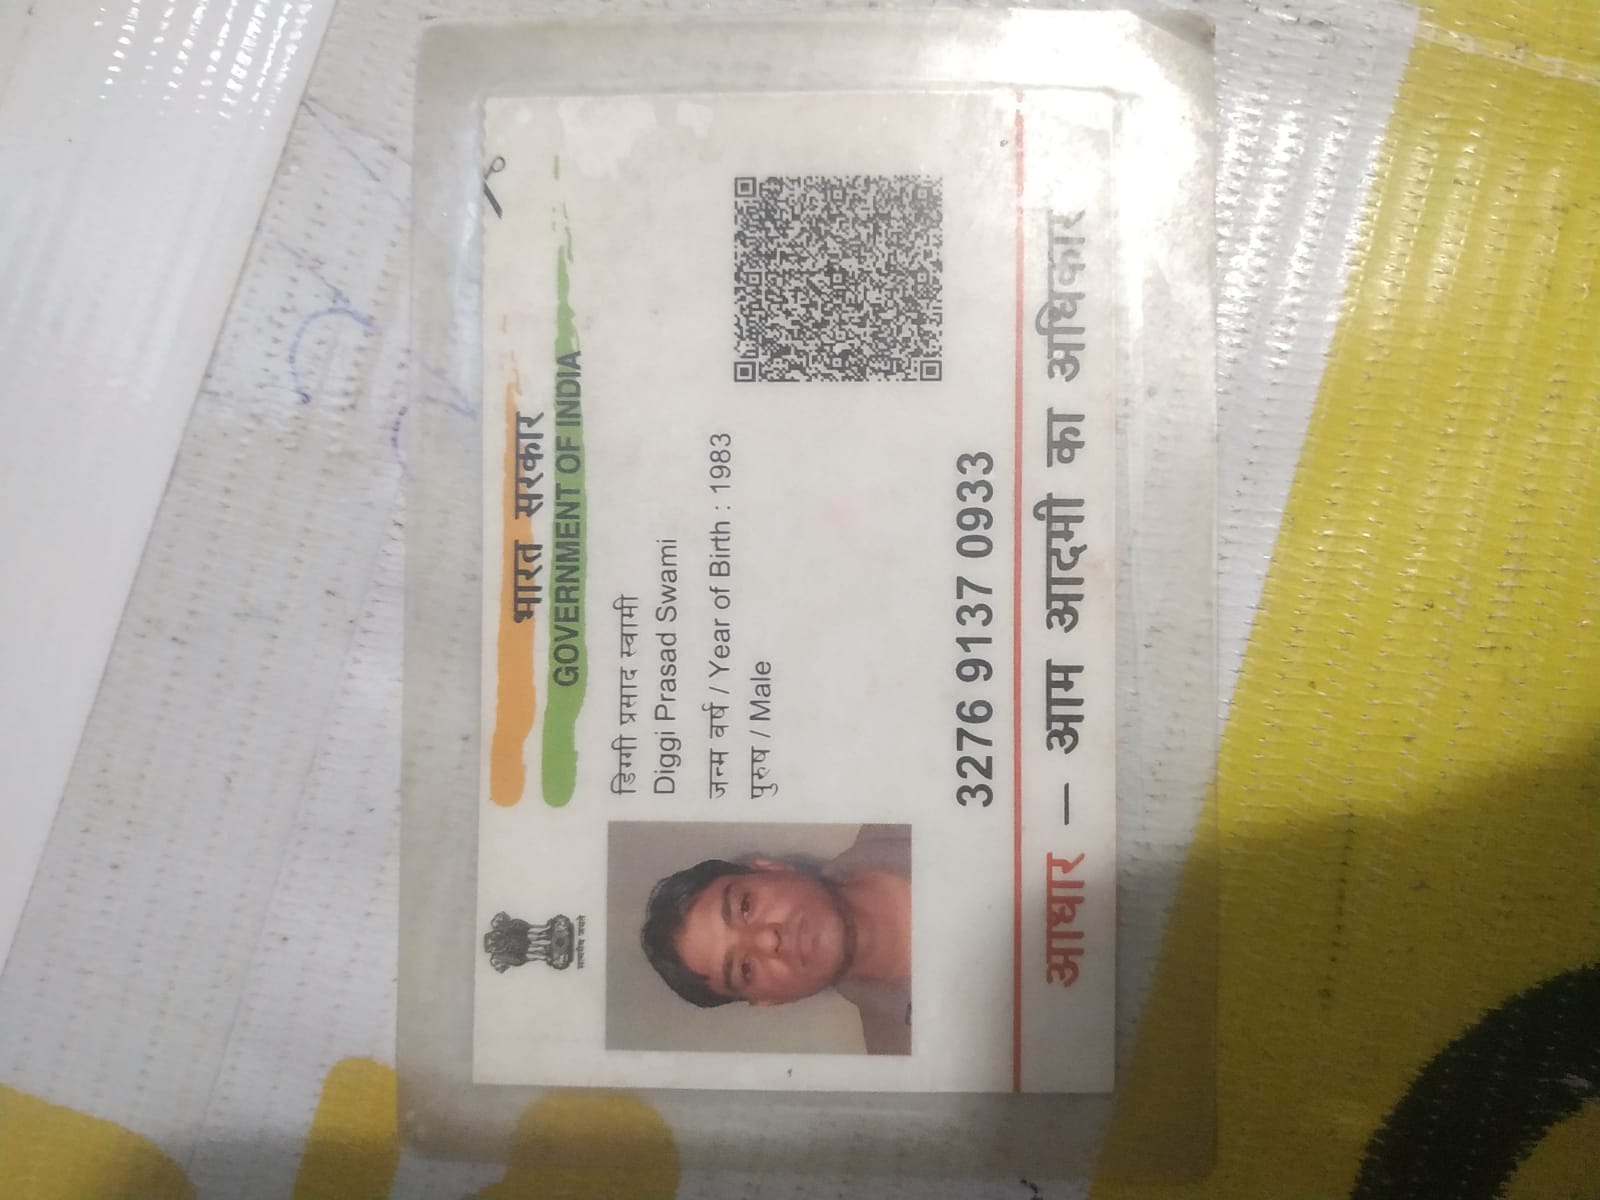 भारत सरकार
GOVERNMENT OF INDIA
सत्यमेव जयते
डिग्गी प्रसाद स्वामी
Diggi Prasad Swami
जन्म वर्ष / Year of Birth : 1983
पुरुष / Male
3276 9137 0933
आधार – आम आदमी का अधिकार